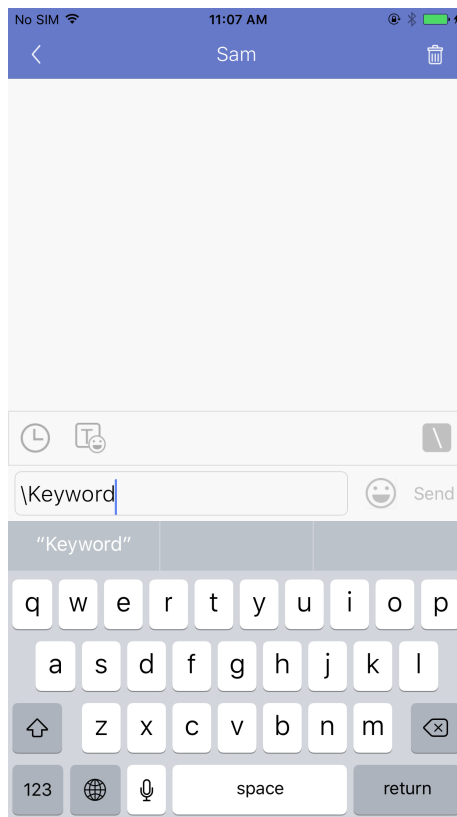 No SIM 11:07 AM
Sam
T \
\Keyword Send
“Keyword”
q w e r t y u i o p
a s d f g h j k l
z x c v b n m
123 space return